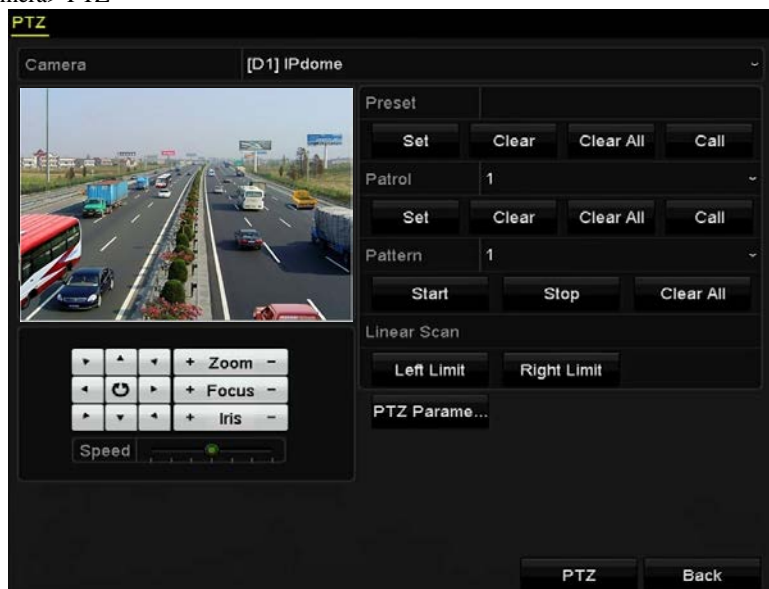 PTZ
Camera [D1] IPdome
Preset
Set Clear Clear All Call
Patrol 1
Set Clear Clear All Call
Pattern 1
Start Stop Clear All
Linear Scan
Left Limit Right Limit
PTZ Parame...
+ Zoom -
+ Focus -
+ Iris -
Speed
PTZ Back